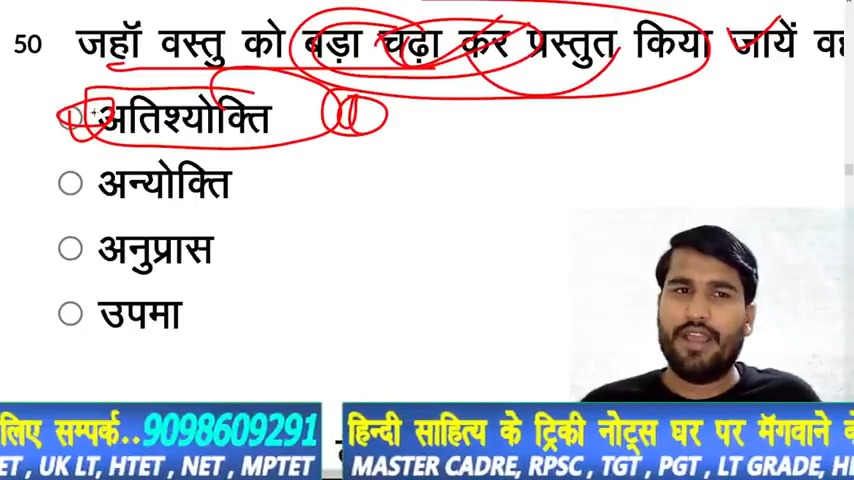 50 जहॉ वस्तु को बड़ा चढ़ा कर प्रस्तुत किया जायें वह
अतिश्योक्ति
अन्योक्ति
अनुप्रास
उपमा
लिए सम्पर्क..9098609291
हिन्दी साहित्य के ट्रिकी नोट्स घर पर मॅगवाने के
ET , UK LT, HTET , NET , MPTET
MASTER CADRE, RPSC , TGT , PGT , LT GRADE, H